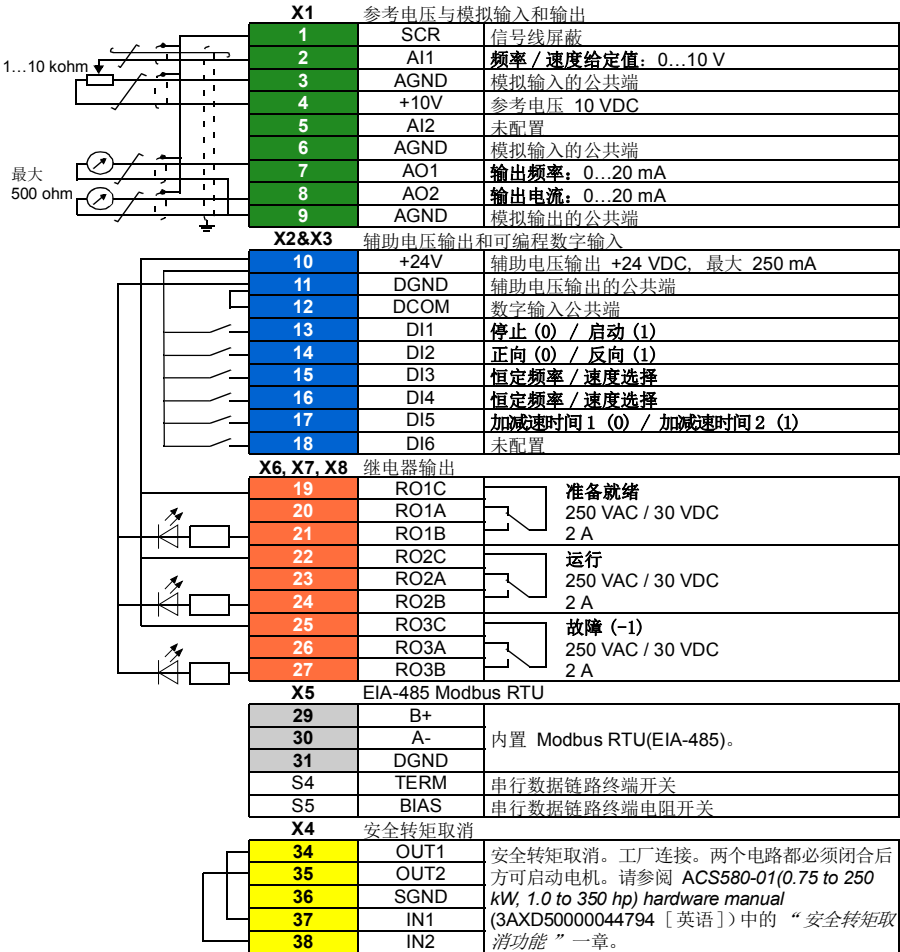 X1 参考电压与模拟输入和输出
1 SCR 信号线屏蔽
1…10 kohm
2 AI1 频率 / 速度给定值: 0…10 V
3 AGND 模拟输入的公共端
4 +10V 参考电压 10 VDC
5 AI2 未配置
6 AGND 模拟输入的公共端
最大
500 ohm
7 AO1 输出频率: 0…20 mA
8 AO2 输出电流: 0…20 mA
9 AGND 模拟输出的公共端
X2&X3 辅助电压输出和可编程数字输入
10 +24V 辅助电压输出 +24 VDC, 最大 250 mA
11 DGND 辅助电压输出的公共端
12 DCOM 数字输入公共端
13 DI1 停止 (0) / 启动 (1)
14 DI2 正向 (0) / 反向 (1)
15 DI3 恒定频率 / 速度选择
16 DI4 恒定频率 / 速度选择
17 DI5 加减速时间 1 (0) / 加减速时间 2 (1)
18 DI6 未配置
X6, X7, X8 继电器输出
19 RO1C 准备就绪
20 RO1A 250 VAC / 30 VDC
21 RO1B 2 A
22 RO2C 运行
23 RO2A 250 VAC / 30 VDC
24 RO2B 2 A
25 RO3C 故障 (-1)
26 RO3A 250 VAC / 30 VDC
27 RO3B 2 A
X5 EIA-485 Modbus RTU
29 B+
30 A- 内置 Modbus RTU(EIA-485)。
31 DGND
S4 TERM 串行数据链路终端开关
S5 BIAS 串行数据链路终端电阻开关
X4 安全转矩取消
34 OUT1 安全转矩取消。工厂连接。两个电路都必须闭合后
35 OUT2 方可启动电机。请参阅 ACS580-01(0.75 to 250
36 SGND kW, 1.0 to 350 hp) hardware manual
37 IN1 (3AXD50000044794 [ 英语 ] ) 中的 “ 安全转矩取
38 IN2 消功能 ” 一章。